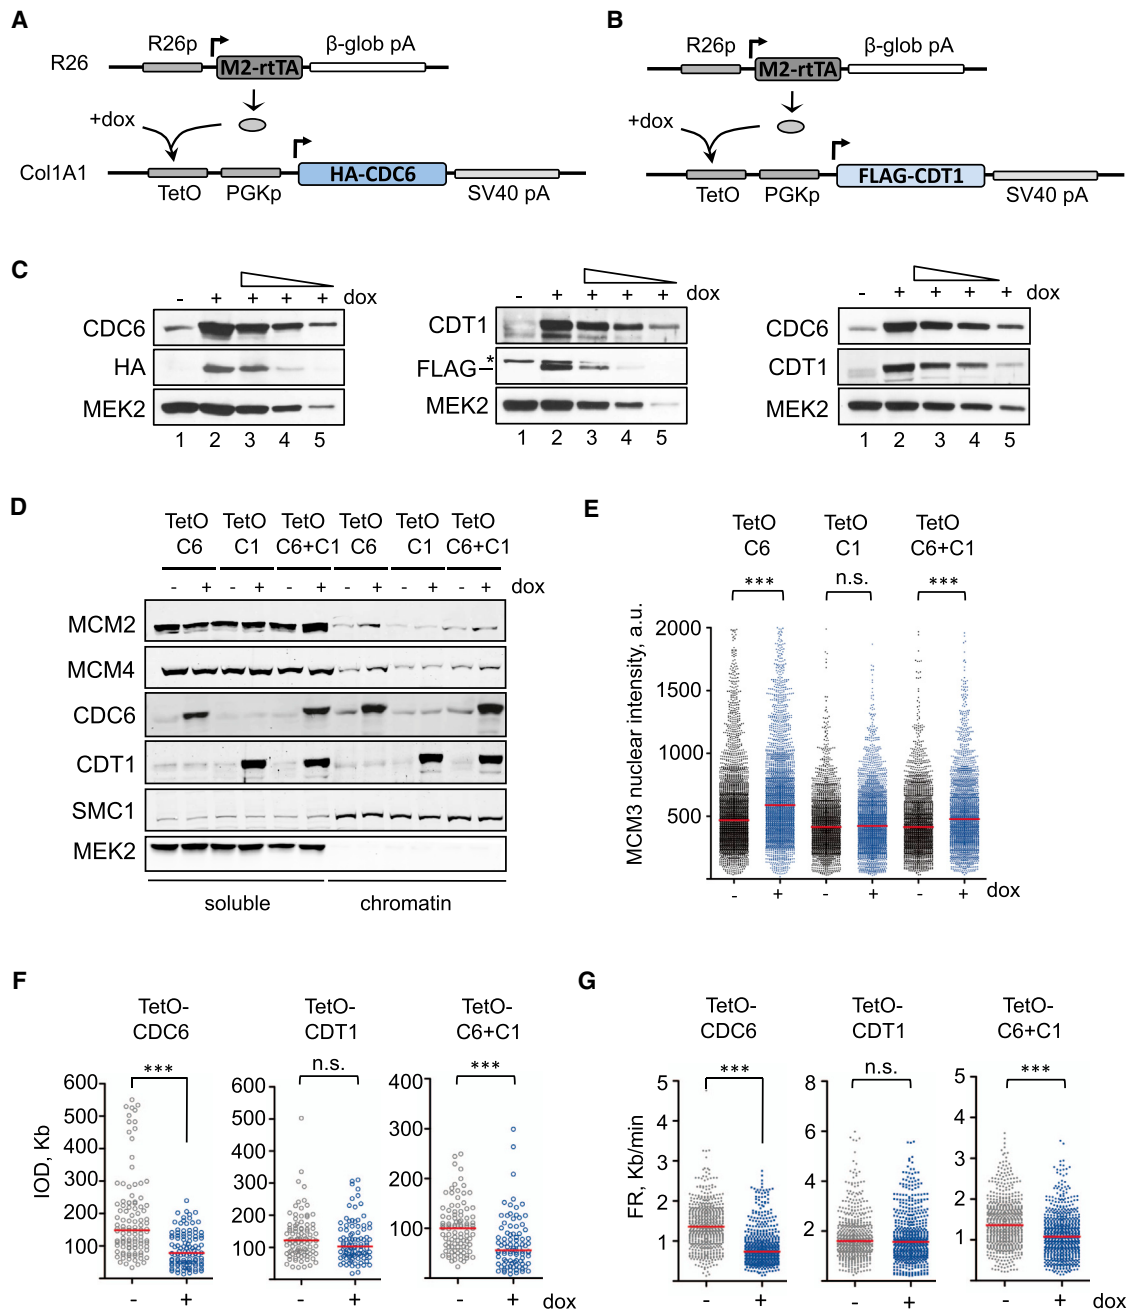 A
R26p
β-glob pA
R26
M2-rtTA
+dox
Col1A1
HA-CDC6
TetO
PGKp
SV40 pA
B
R26p
β-glob pA
M2-rtTA
+dox
FLAG-CDT1
TetO
PGKp
SV40 pA
C
- + + + + dox
CDC6
HA
MEK2
1 2 3 4 5
- + + + + dox
CDT1
FLAG *
MEK2
1 2 3 4 5
- + + + + dox
CDC6
CDT1
MEK2
1 2 3 4 5
D
TetO TetO TetO TetO TetO TetO
C6 C1 C6+C1 C6 C1 C6+C1
- + - + - + - + - + - + dox
MCM2
MCM4
CDC6
CDT1
SMC1
MEK2
soluble chromatin
E
TetO TetO TetO
C6 C1 C6+C1
*** n.s. ***
MCM3 nuclear intensity, a.u.
2000
1500
1000
500
- + - + - + dox
F
TetO-
CDC6
***
IOD, Kb
600
500
400
300
200
100
- +
TetO-
CDT1
n.s.
600
500
400
300
200
100
- +
TetO-
C6+C1
***
400
300
200
100
- + dox
G
TetO-
CDC6
***
FR, Kb/min
5
4
3
2
1
- +
TetO-
CDT1
n.s.
8
6
4
2
- +
TetO-
C6+C1
***
5
4
3
2
1
- + dox